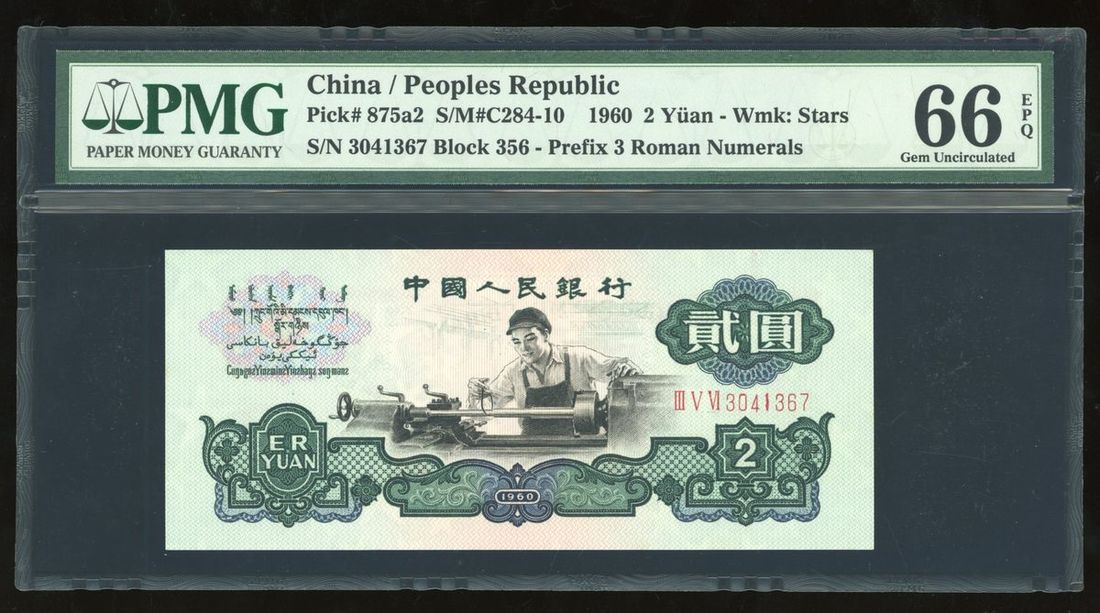 PMG
PAPER MONEY GUARANTY
China / Peoples Republic
Pick# 875a2 S/M#C284-10 1960 2 Yüan - Wmk: Stars
S/N 3041367 Block 356 - Prefix 3 Roman Numerals
66
EPQ
Gem Uncirculated
中國人民銀行
貳圓
ⅢⅤⅥ3041367
ER
YUAN
1960
2